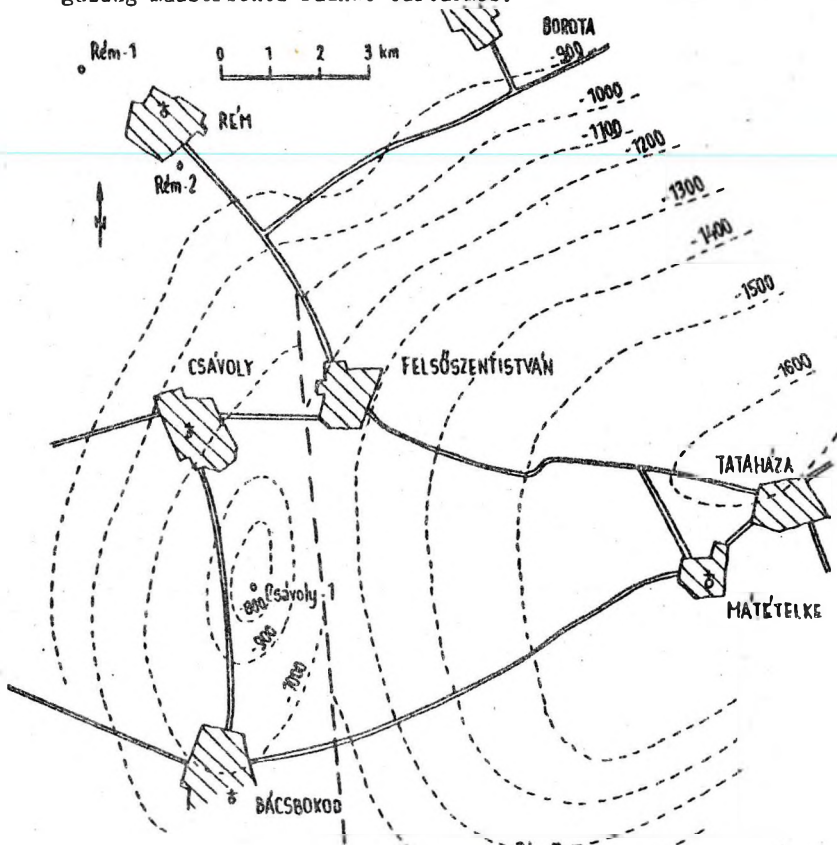 Rém-1
0 1 2 3 km
BOROTA
-900
RÉM
-1000
-1100
-1200
Rém-2
-1300
-1400
-1500
CSÁVOLY
FELSŐSZENTISTVÁN
-1600
TATAHÁZA
Csávoly-1
-800
-900
MATÉTELKE
-1000
BÁCSBOKOD